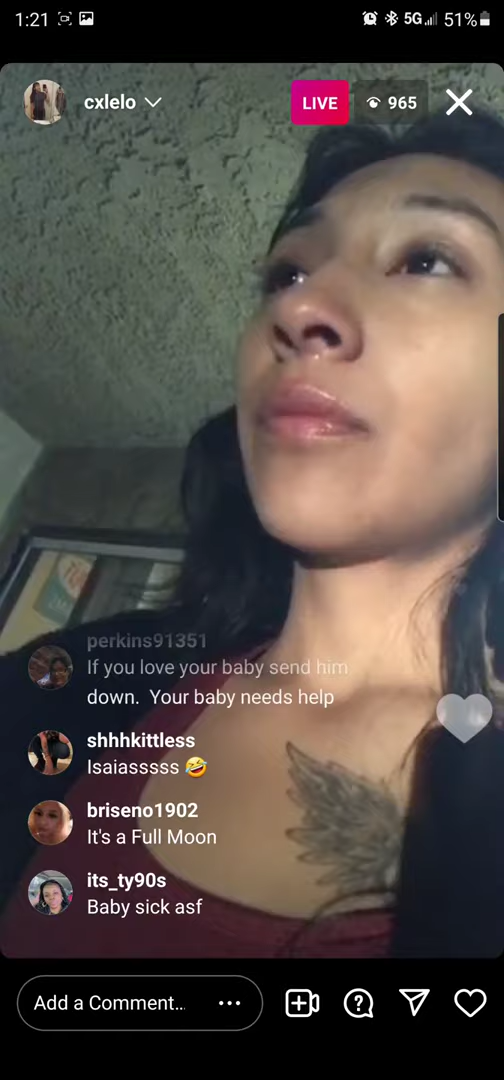 1:21 5G 51%
cxlelo LIVE 965
perkins91351
If you love your baby send him
down. Your baby needs help
shhhkittless
Isaiasssss 🤣
briseno1902
It's a Full Moon
its_ty90s
Baby sick asf
Add a Comment...